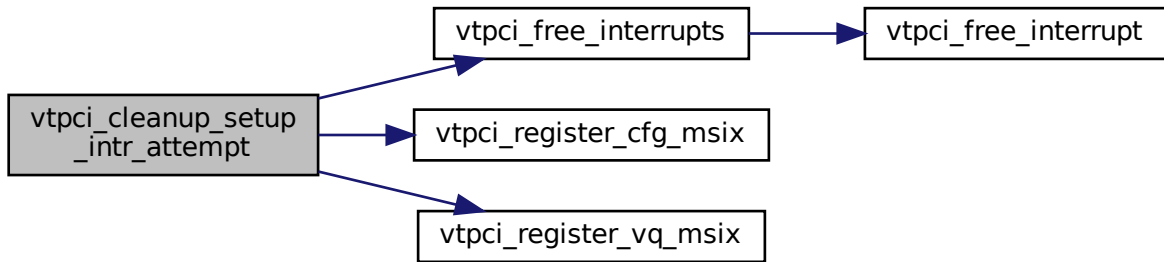 vtpci_cleanup_setup
_intr_attempt
vtpci_free_interrupts
vtpci_free_interrupt
vtpci_register_cfg_msix
vtpci_register_vq_msix